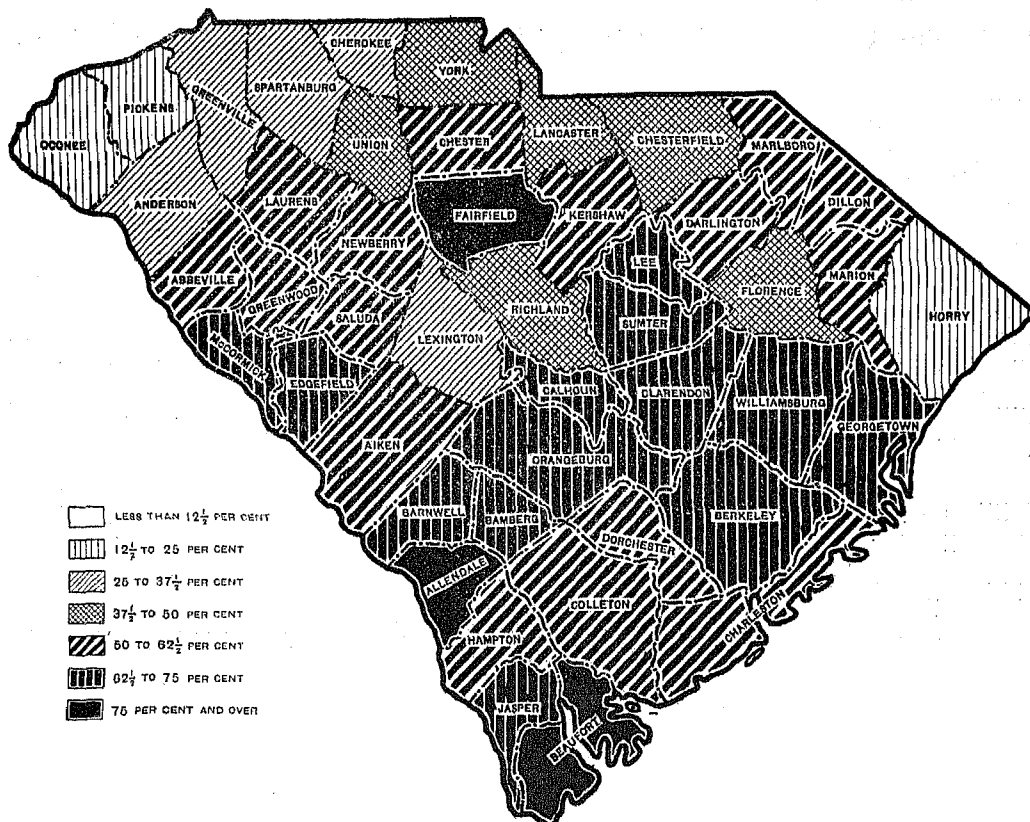 CHEROKEE
YORK
SPARTANBURG
GREENVILLE
PICKENS
OCONEE
UNION
CHESTER
LANCASTER
CHESTERFIELD
MARLBORO
ANDERSON
LAURENS
FAIRFIELD
KERSHAW
DARLINGTON
DILLON
NEWBERRY
LEE
ABBEVILLE
GREENWOOD
MARION
FLORENCE
RICHLAND
SALUDA
SUMTER
HORRY
LEXINGTON
McCORMICK
EDGEFIELD
CALHOUN
CLARENDON
WILLIAMSBURG
GEORGETOWN
AIKEN
ORANGEBURG
BARNWELL
BAMBERG
BERKELEY
DORCHESTER
ALLENDALE
COLLETON
CHARLESTON
HAMPTON
JASPER
BEAUFORT
LESS THAN 12½ PER CENT
12½ TO 25 PER CENT
25 TO 37½ PER CENT
37½ TO 50 PER CENT
50 TO 62½ PER CENT
62½ TO 75 PER CENT
75 PER CENT AND OVER